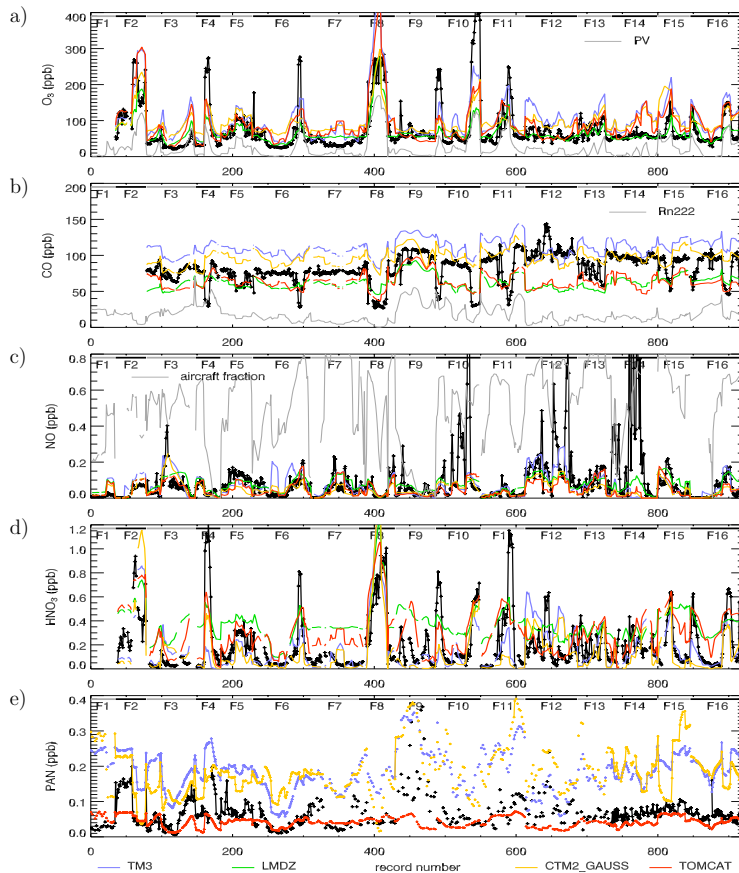 a)
400
F1 F2 F3 F4 F5 F6 F7 F8 F9 F10 F11 F12 F13 F14 F15 F16
300
PV
O3 (ppb)
200
100
0
0 200 400 600 800
b)
200
F1 F2 F3 F4 F5 F6 F7 F8 F9 F10 F11 F12 F13 F14 F15 F16
Rn222
150
CO (ppb)
100
50
0
0 200 400 600 800
c)
0.8
F1 F2 F3 F4 F5 F6 F7 F8 F9 F10 F11 F12 F13 F14 F15 F16
aircraft fraction
0.6
NO (ppb)
0.4
0.2
0.0
0 200 400 600 800
d)
1.2
F1 F2 F3 F4 F5 F6 F7 F8 F9 F10 F11 F12 F13 F14 F15 F16
1.0
0.8
HNO3 (ppb)
0.6
0.4
0.2
0.0
0 200 400 600 800
e)
0.4
F1 F2 F3 F4 F5 F6 F7 F8 F9 F10 F11 F12 F13 F14 F15 F16
0.3
PAN (ppb)
0.2
0.1
0.0
0 200 400 600 800
TM3 LMDZ record number CTM2_GAUSS TOMCAT